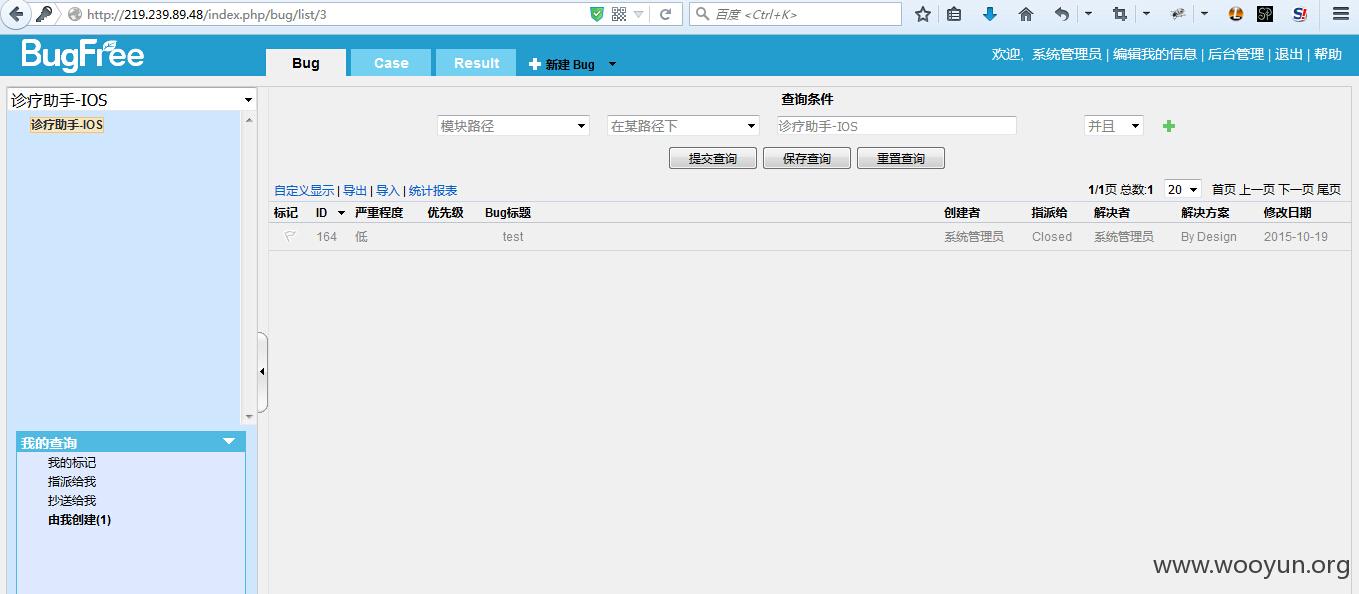 http://219.239.89.48/index.php/bug/list/3
百度 <Ctrl+K>
BugFree
Bug
Case
Result
新建 Bug
欢迎, 系统管理员 | 编辑我的信息 | 后台管理 | 退出 | 帮助
诊疗助手-IOS
诊疗助手-IOS
查询条件
模块路径
在某路径下
诊疗助手-IOS
并且
提交查询
保存查询
重置查询
自定义显示 | 导出 | 导入 | 统计报表
1/1页 总数:1 20 首页 上一页 下一页 尾页
标记 ID 严重程度 优先级 Bug标题 创建者 指派给 解决者 解决方案 修改日期
164 低 test 系统管理员 Closed 系统管理员 By Design 2015-10-19
我的查询
我的标记
指派给我
抄送给我
由我创建(1)
www.wooyun.org